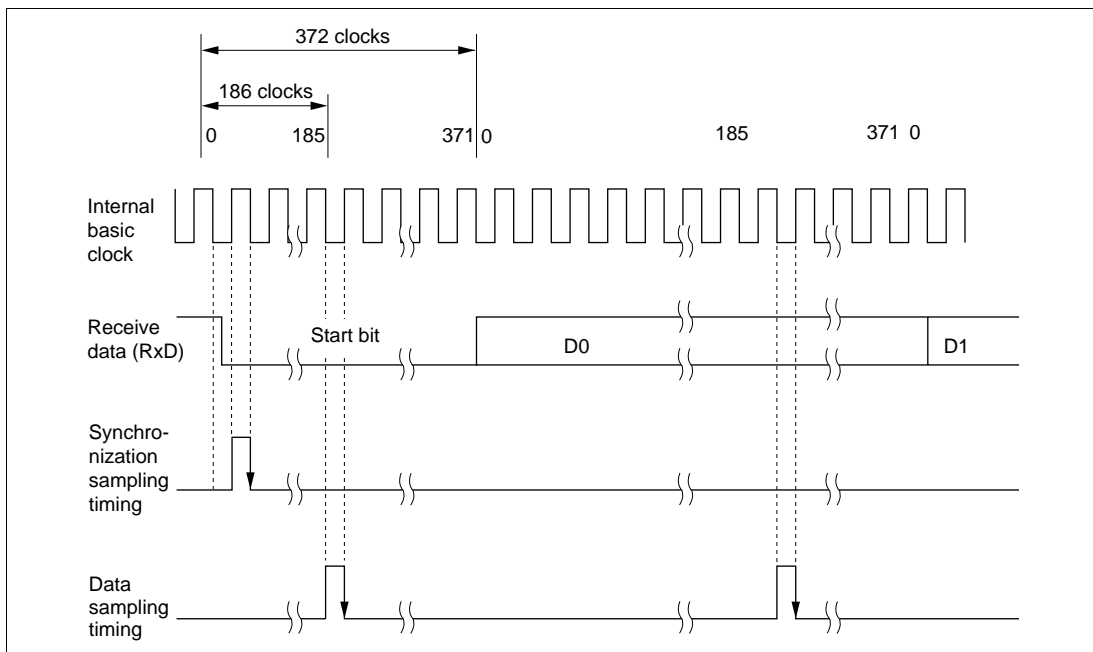 372 clocks
186 clocks
0 185 371 0 185 371 0
Internal
basic
clock
Receive
data (RxD)
Start bit
D0
D1
Synchro-
nization
sampling
timing
Data
sampling
timing